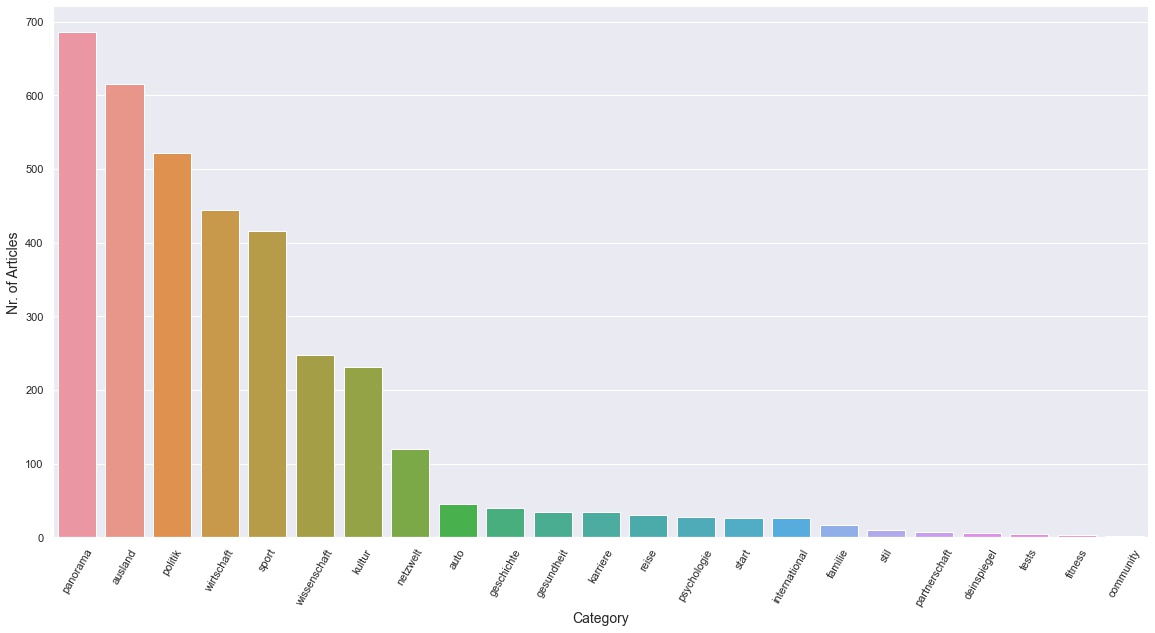 700
600
500
400
300
200
100
0
Nr. of Articles
panorama
ausland
politik
wirtschaft
sport
wissenschaft
kultur
netzwelt
auto
geschichte
gesundheit
karriere
reise
psychologie
start
international
familie
stil
partnerschaft
deinspiegel
tests
fitness
community
Category